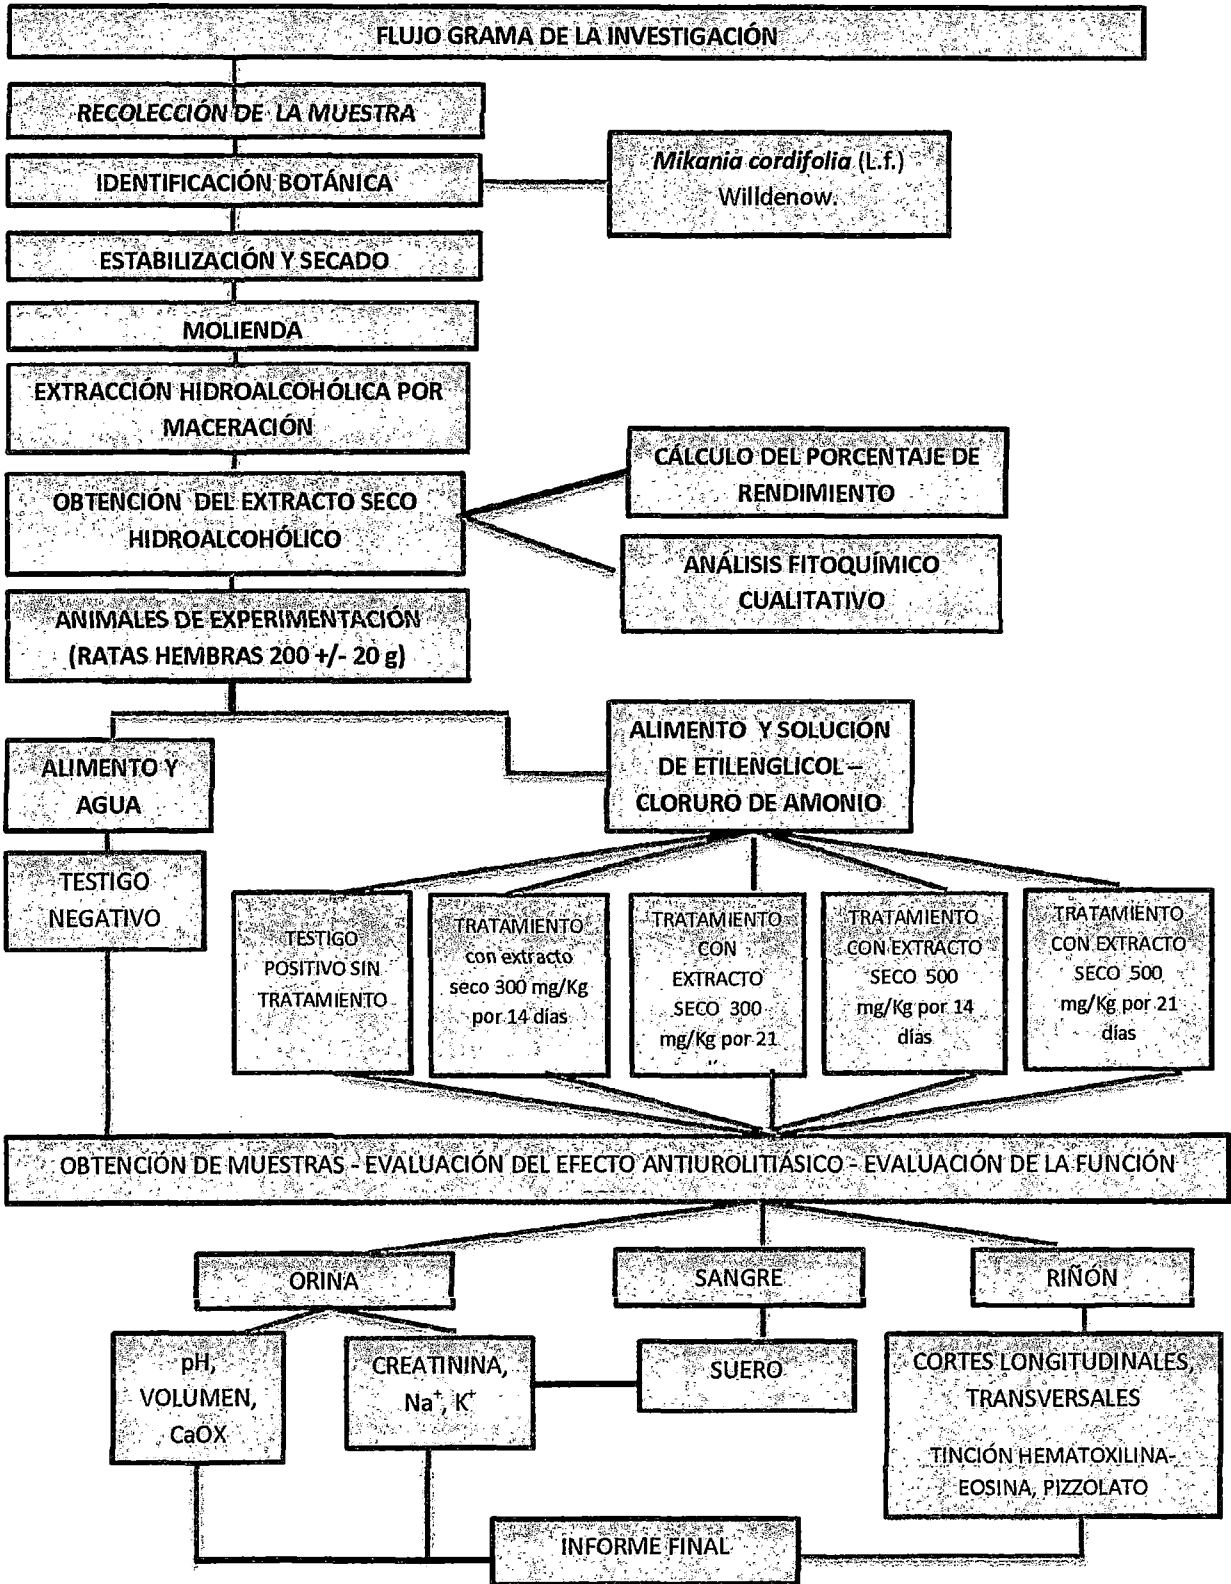 FLUJO GRAMA DE LA INVESTIGACIÓN
RECOLECCIÓN DE LA MUESTRA
IDENTIFICACIÓN BOTÁNICA
Mikania cordifolia (L.f.)
Willdenow.
ESTABILIZACIÓN Y SECADO
MOLIENDA
EXTRACCIÓN HIDROALCOHÓLICA POR
MACERACIÓN
OBTENCIÓN DEL EXTRACTO SECO
HIDROALCOHÓLICO
CÁLCULO DEL PORCENTAJE DE
RENDIMIENTO
ANÁLISIS FITOQUÍMICO
CUALITATIVO
ANIMALES DE EXPERIMENTACIÓN
(RATAS HEMBRAS 200 +/- 20 g)
ALIMENTO Y
AGUA
ALIMENTO Y SOLUCIÓN
DE ETILENGLICOL –
CLORURO DE AMONIO
TESTIGO
NEGATIVO
TESTIGO
POSITIVO SIN
TRATAMIENTO
TRATAMIENTO
con extracto
seco 300 mg/Kg
por 14 días
TRATAMIENTO
CON
EXTRACTO
SECO 300
mg/Kg por 21
TRATAMIENTO
CON EXTRACTO
SECO 500
mg/Kg por 14
días
TRATAMIENTO
CON EXTRACTO
SECO 500
mg/Kg por 21
días
OBTENCIÓN DE MUESTRAS - EVALUACIÓN DEL EFECTO ANTIUROLITIÁSICO - EVALUACIÓN DE LA FUNCIÓN
ORINA
SANGRE
RIÑÓN
pH,
VOLUMEN,
CaOX
CREATININA,
Na⁺, K⁺
SUERO
CORTES LONGITUDINALES,
TRANSVERSALES
TINCIÓN HEMATOXILINA-
EOSINA, PIZZOLATO
INFORME FINAL